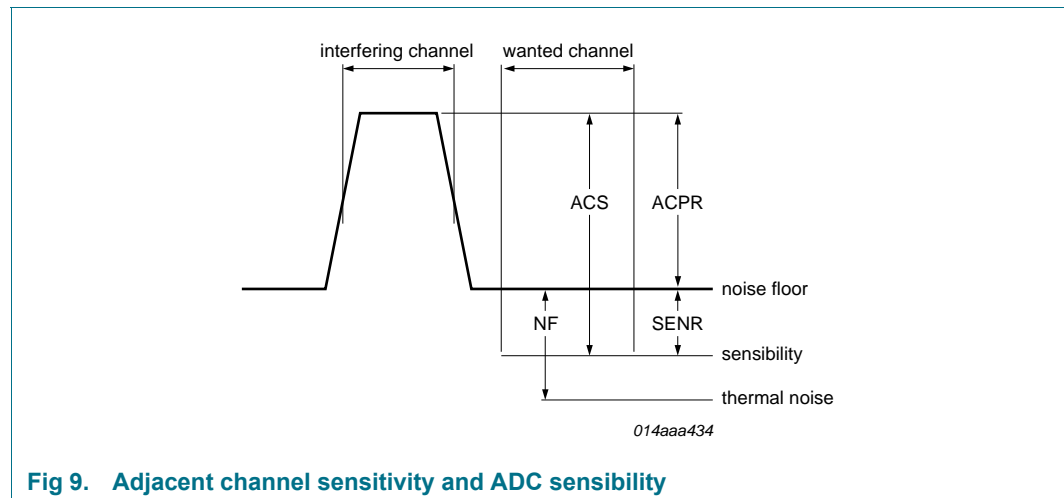 interfering channel
wanted channel
ACS
ACPR
noise floor
NF
SENR
sensibility
thermal noise
014aaa434
Fig 9. Adjacent channel sensitivity and ADC sensibility